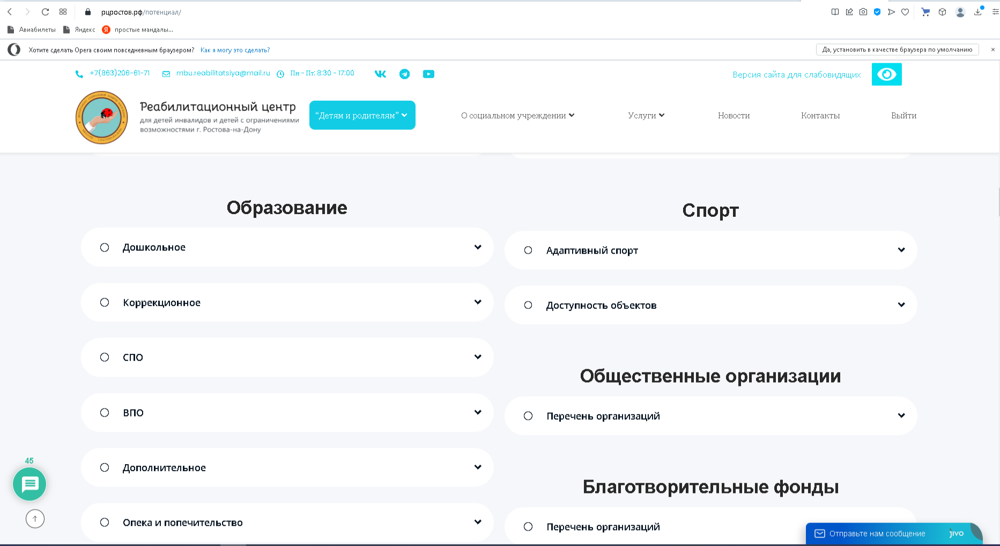 рцростов.рф/потенциал/
Авиабилеты Яндекс Я простые мандалы...
Хотите сделать Opera своим повседневным браузером? Как я могу это сделать? Да, установить в качестве браузера по умолчанию
+7(863)206-61-71 mbu.reabilitatsiya@mail.ru Пн - Пт: 8:30 - 17:00 Версия сайта для слабовидящих
Реабилитационный центр
для детей инвалидов и детей с ограничениями
возможностями г. Ростова-на-Дону
“Детям и родителям” О социальном учреждении Услуги Новости Контакты Выйти
Образование
Дошкольное
Коррекционное
СПО
ВПО
Дополнительное
Опека и попечительство
Спорт
Адаптивный спорт
Доступность объектов
Общественные организации
Перечень организаций
Благотворительные фонды
Перечень организаций
45
Отправьте нам сообщение jivo